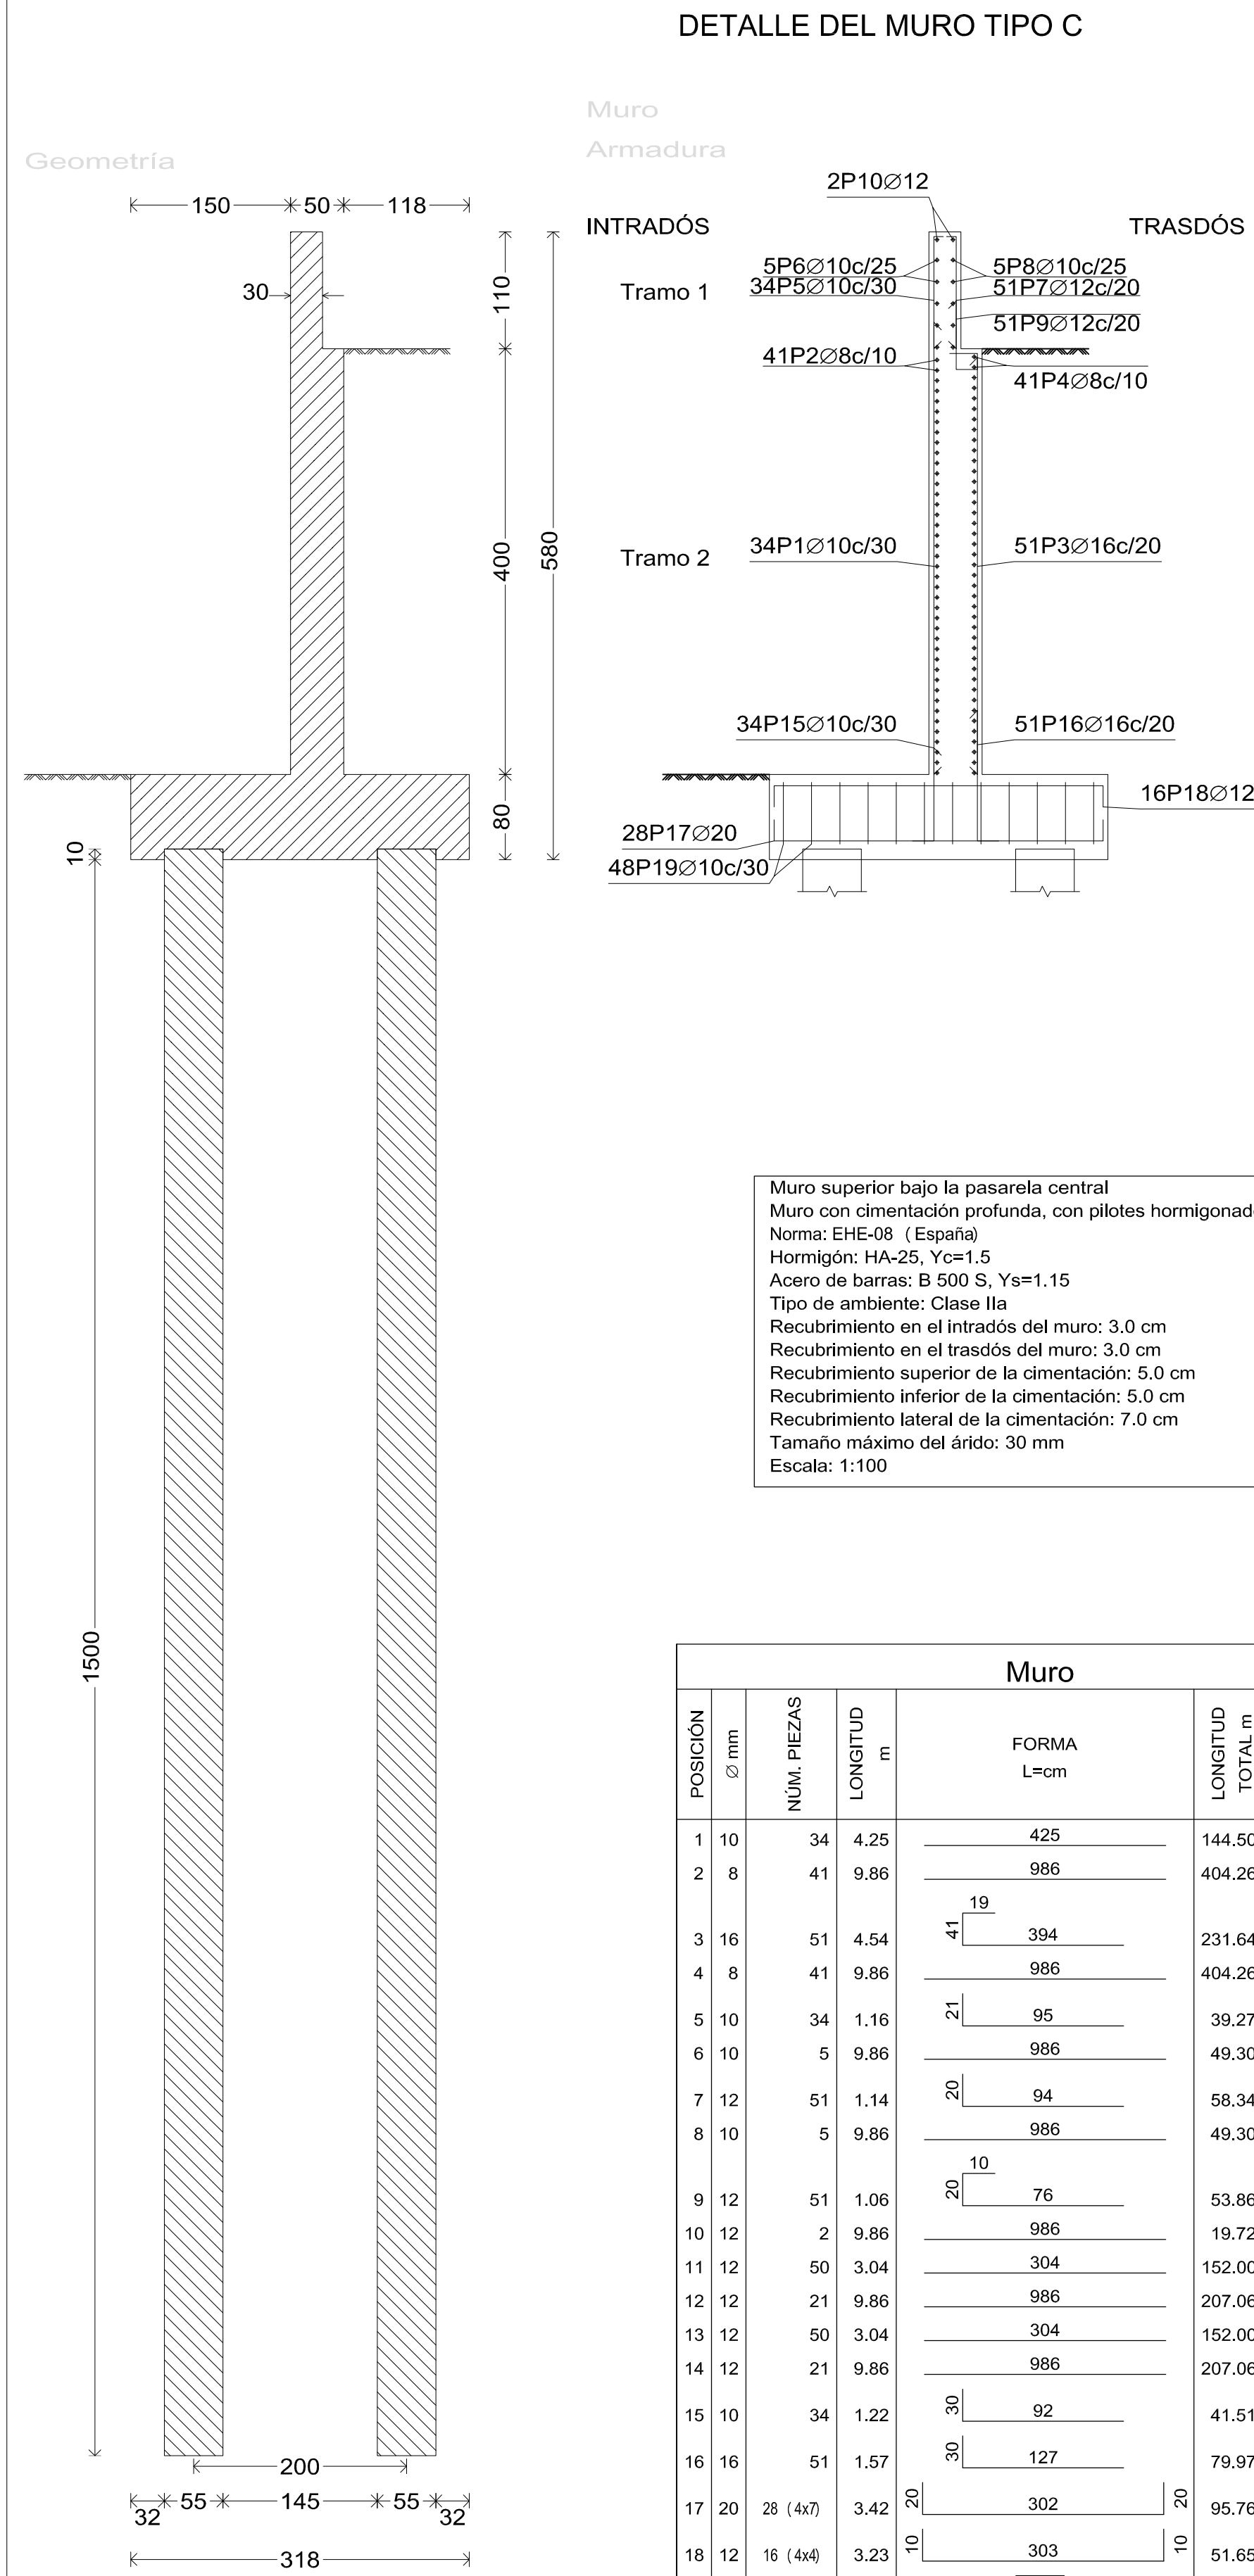 DETALLE DEL MURO TIPO C
Muro
Armadura
Geometría
150 50 118
30
110
400
580
80
10
1500
200
32 55 145 55 32
318
2P10Ø12
INTRADÓS
TRASDÓS
Tramo 1
5P6Ø10c/25
34P5Ø10c/30
5P8Ø10c/25
51P7Ø12c/20
51P9Ø12c/20
41P2Ø8c/10
41P4Ø8c/10
Tramo 2
34P1Ø10c/30
51P3Ø16c/20
34P15Ø10c/30
51P16Ø16c/20
16P18Ø12
28P17Ø20
48P19Ø10c/30
Muro superior bajo la pasarela central
Muro con cimentación profunda, con pilotes hormigonad
Norma: EHE-08 (España)
Hormigón: HA-25, Yc=1.5
Acero de barras: B 500 S, Ys=1.15
Tipo de ambiente: Clase IIa
Recubrimiento en el intradós del muro: 3.0 cm
Recubrimiento en el trasdós del muro: 3.0 cm
Recubrimiento superior de la cimentación: 5.0 cm
Recubrimiento inferior de la cimentación: 5.0 cm
Recubrimiento lateral de la cimentación: 7.0 cm
Tamaño máximo del árido: 30 mm
Escala: 1:100
Muro
POSICIÓN
Ø mm
NÚM. PIEZAS
LONGITUD m
FORMA
L=cm
LONGITUD TOTAL m
1 10 34 4.25 425 144.50
2 8 41 9.86 986 404.26
19
3 16 51 4.54 41 394 231.64
4 8 41 9.86 986 404.26
5 10 34 1.16 21 95 39.27
6 10 5 9.86 986 49.30
7 12 51 1.14 20 94 58.34
8 10 5 9.86 986 49.30
10
9 12 51 1.06 20 76 53.86
10 12 2 9.86 986 19.72
11 12 50 3.04 304 152.00
12 12 21 9.86 986 207.06
13 12 50 3.04 304 152.00
14 12 21 9.86 986 207.06
15 10 34 1.22 30 92 41.51
16 16 51 1.57 30 127 79.97
17 20 28 (4x7) 3.42 20 302 20 95.76
18 12 16 (4x4) 3.23 10 303 10 51.65